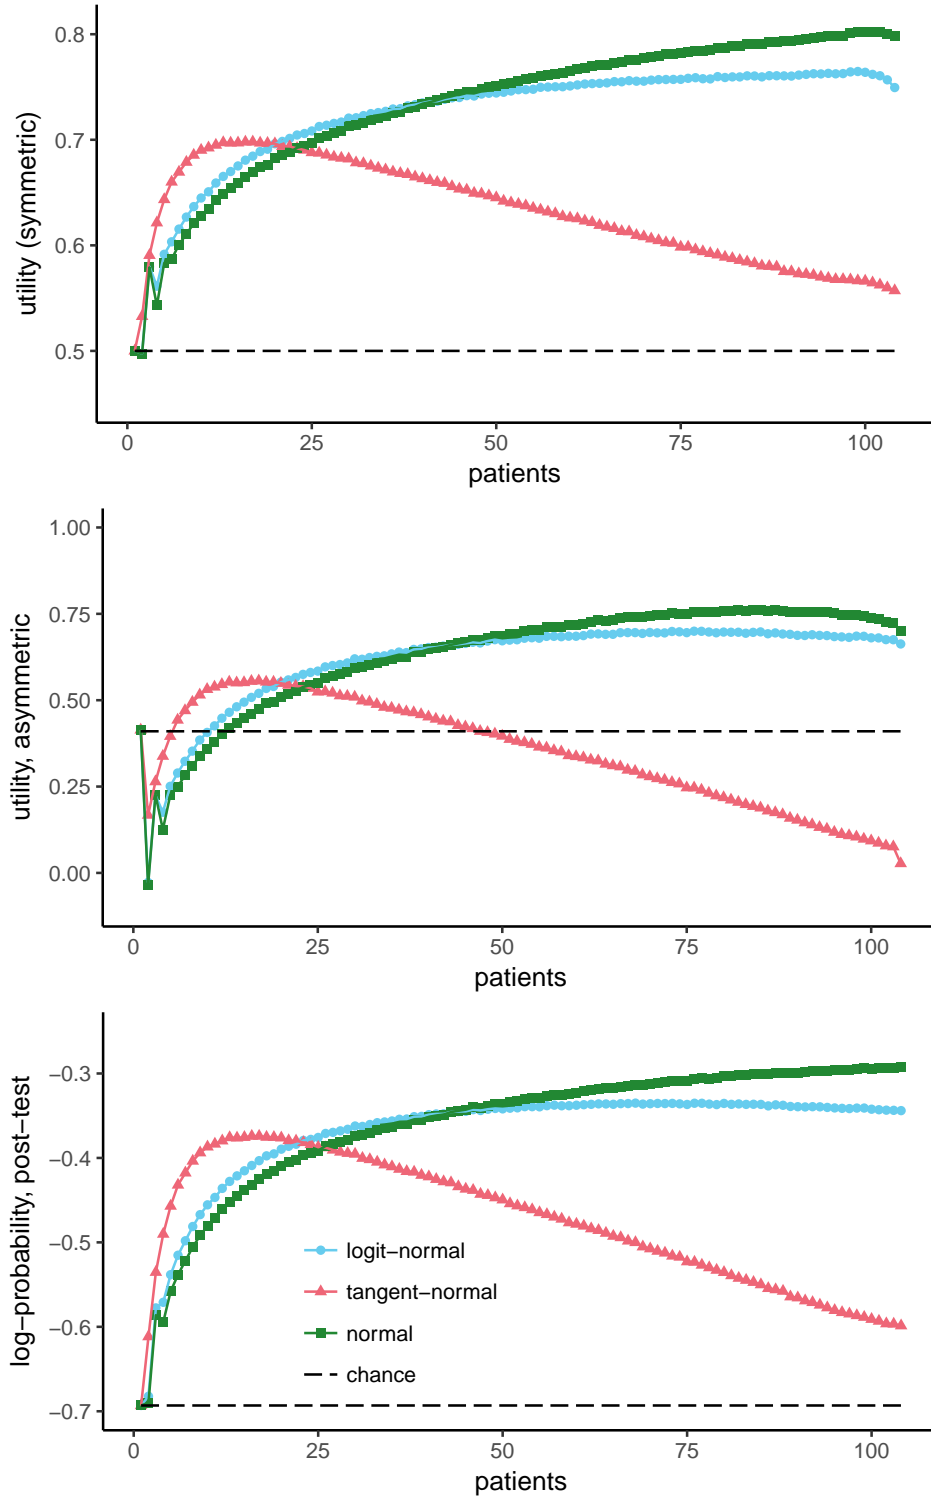 0.8
0.7
0.6
0.5
utility (symmetric)
0 25 50 75 100
patients
1.00
0.75
0.50
0.25
0.00
utility, asymmetric
0 25 50 75 100
patients
−0.3
−0.4
−0.5
−0.6
−0.7
log−probability, post−test
logit−normal
tangent−normal
normal
chance
0 25 50 75 100
patients